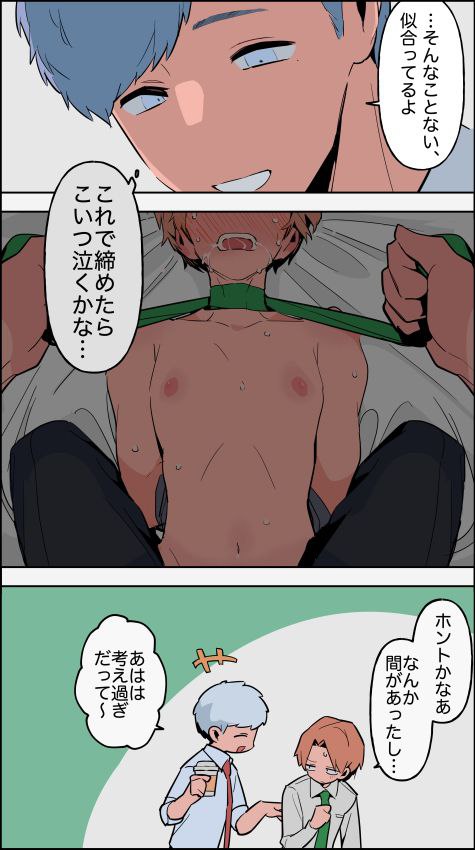 …そんなことない、
似合ってるよ
これで締めたら
こいつ泣くかな…
ホントかなあ
なんか
間があったし…
あはは
考え過ぎ
だって〜